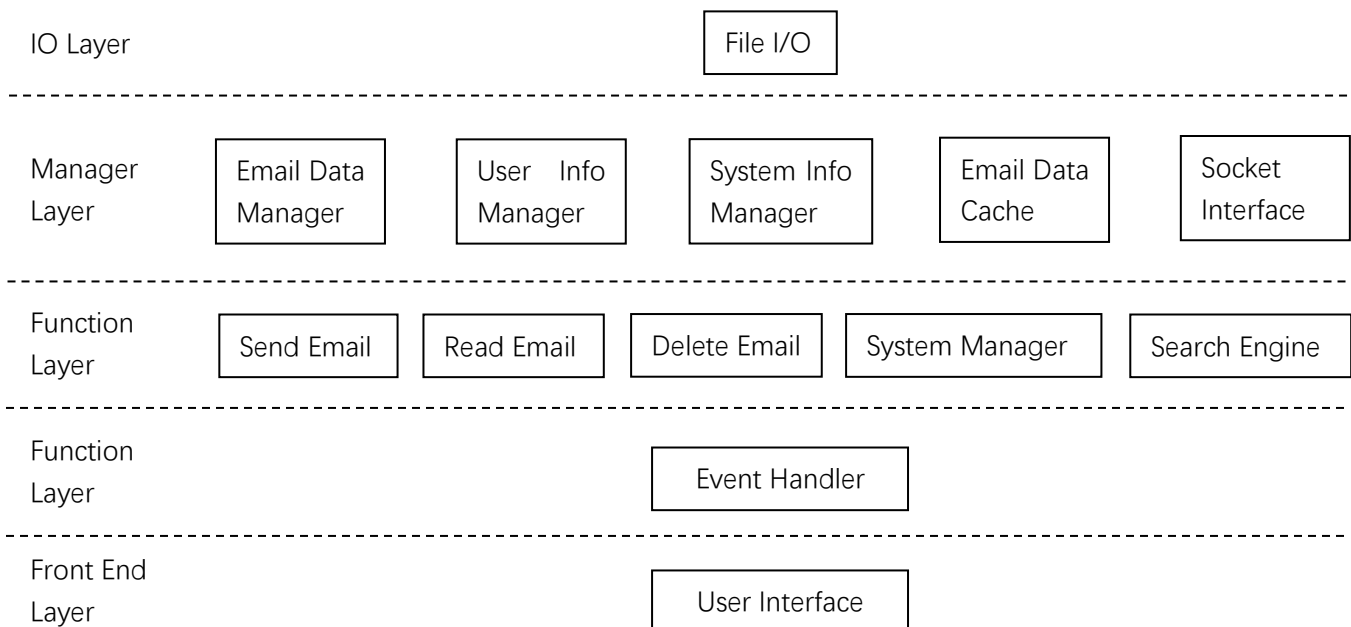 IO Layer
File I/O
Manager
Layer
Email Data
Manager
User Info
Manager
System Info
Manager
Email Data
Cache
Socket
Interface
Function
Layer
Send Email
Read Email
Delete Email
System Manager
Search Engine
Function
Layer
Event Handler
Front End
Layer
User Interface